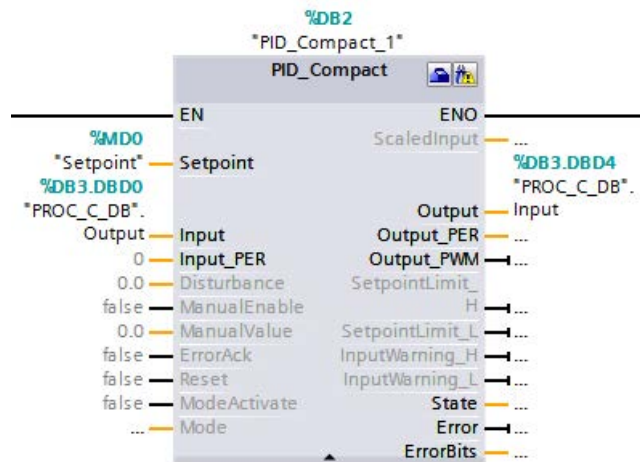 %DB2
"PID_Compact_1"
PID_Compact
EN ENO
%MD0 ScaledInput ...
"Setpoint" Setpoint %DB3.DBD4
%DB3.DBD0 "PROC_C_DB".
"PROC_C_DB". Output Input
Output Input Output_PER ...
0 Input_PER Output_PWM ...
0.0 Disturbance SetpointLimit_
false ManualEnable H ...
0.0 ManualValue SetpointLimit_L ...
false ErrorAck InputWarning_H ...
false Reset InputWarning_L ...
false ModeActivate State ...
... Mode Error ...
ErrorBits ...